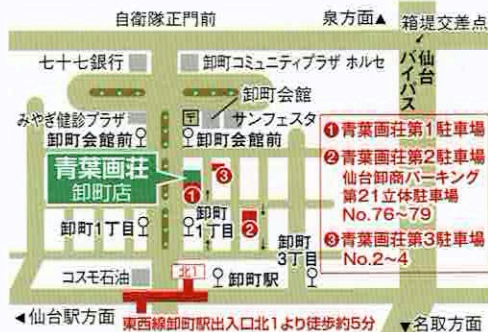 自衛隊正門前
泉方面▲
箱堤交差点
仙台バイパス
七十七銀行
卸町コミュニティプラザ ホルセ
卸町会館
みやぎ健診プラザ
〒
サンフェスタ
卸町会館前
卸町会館前
青葉画荘
卸町店
❶
❷
❸
❶青葉画荘第1駐車場
❷青葉画荘第2駐車場
仙台卸商パーキング
第21立体駐車場
No.76~79
❸青葉画荘第3駐車場
No.2~4
卸町1丁目
卸町
1丁目
卸町
3丁目
コスモ石油
北1
卸町駅
◀仙台駅方面
東西線卸町駅出入口北1より徒歩約5分
▼名取方面